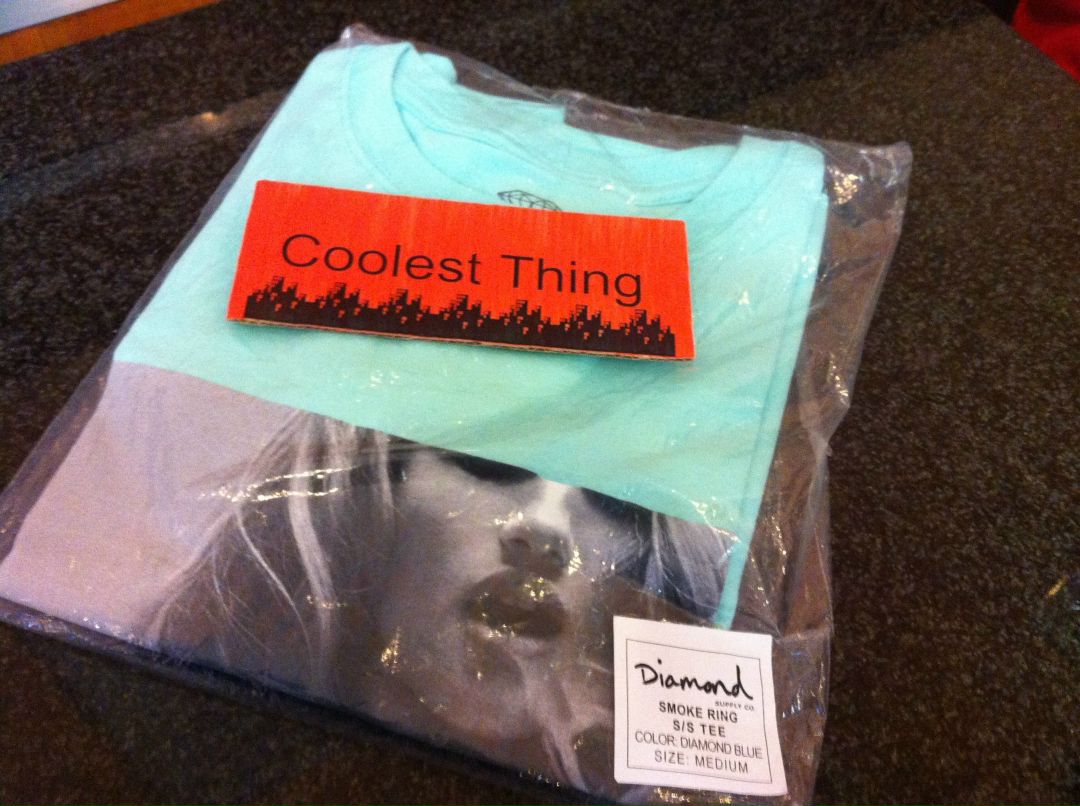 Coolest Thing
Diamond
SUPPLY CO.
SMOKE RING
S/S TEE
COLOR: DIAMOND BLUE
SIZE: MEDIUM